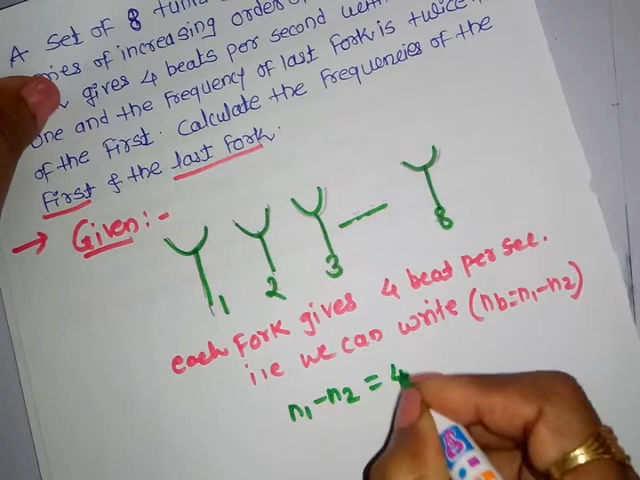 A set of 8 tuning
of increasing order
gives 4 beats per second with
one and the frequency of last fork is twice
of the first. Calculate the frequencies of the
first & the last fork.
→ Given:-
1 2 3 8
each fork gives 4 beat per sec.
i.e we can write (nb=n1-n2)
n1-n2 = 4